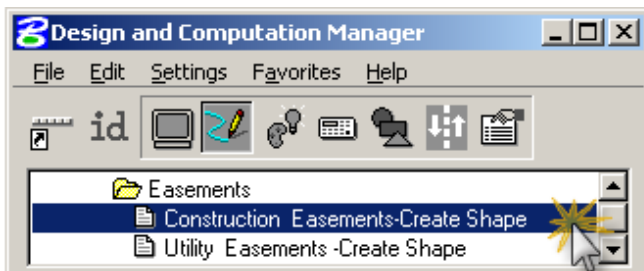 Design and Computation Manager
File Edit Settings Favorites Help
id
Easements
Construction Easements-Create Shape
Utility Easements -Create Shape